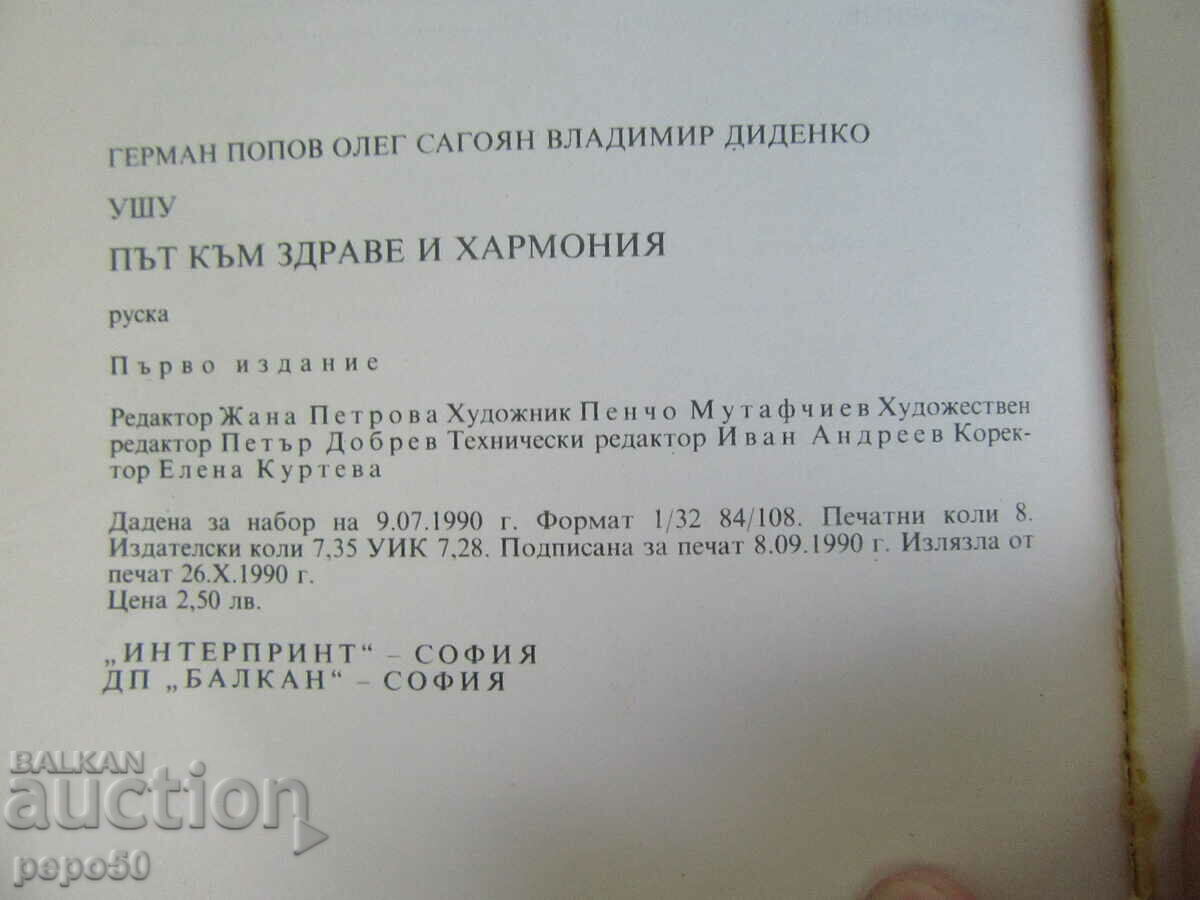 ГЕРМАН ПОПОВ ОЛЕГ САГОЯН ВЛАДИМИР ДИДЕНКО
УШУ
ПЪТ КЪМ ЗДРАВЕ И ХАРМОНИЯ
руска
Първо издание
Редактор Жана Петрова Художник Пенчо Мутафчиев Художествен
редактор Петър Добрев Технически редактор Иван Андреев Корек-
тор Елена Куртева
Дадена за набор на 9.07.1990 г. Формат 1/32 84/108. Печатни коли 8.
Издателски коли 7,35 УИК 7,28. Подписана за печат 8.09.1990 г. Излязла от
печат 26.X.1990 г.
Цена 2,50 лв.
„ИНТЕРПРИНТ“ – СОФИЯ
ДП „БАЛКАН“ – СОФИЯ
BALKAN
auction
pepo50